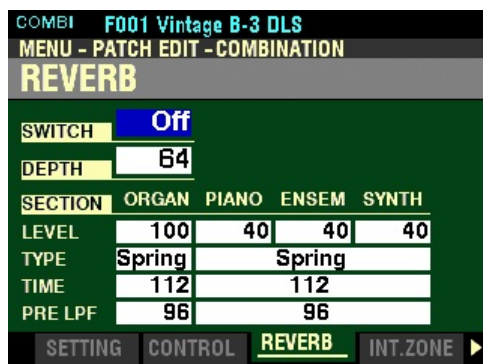 COMBI F001 Vintage B-3 DLS
MENU - PATCH EDIT - COMBINATION
REVERB
SWITCH Off
DEPTH 64
SECTION ORGAN PIANO ENSEM SYNTH
LEVEL 100 40 40 40
TYPE Spring Spring
TIME 112 112
PRE LPF 96 96
SETTING CONTROL REVERB INT.ZONE